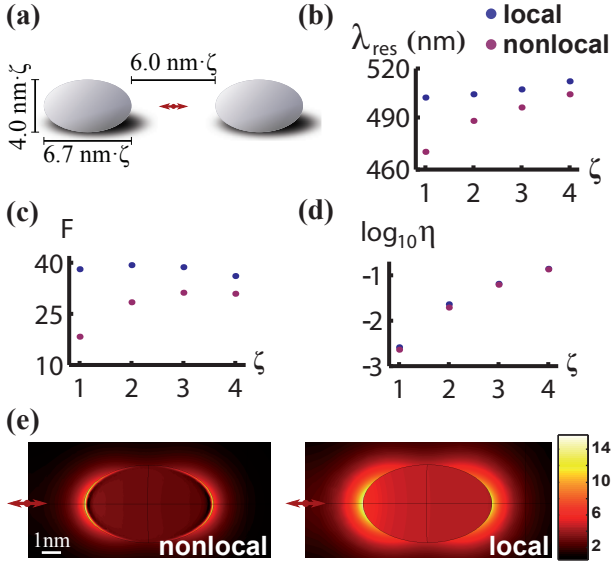 (a)
6.0 nm·ζ
4.0 nm·ζ
6.7 nm·ζ
(b)
local
nonlocal
λres (nm)
520
490
460
1 2 3 4 ζ
(c)
F
40
25
10
1 2 3 4 ζ
(d)
log10η
-1
-2
-3
1 2 3 4 ζ
(e)
1nm
nonlocal
local
14
10
6
2